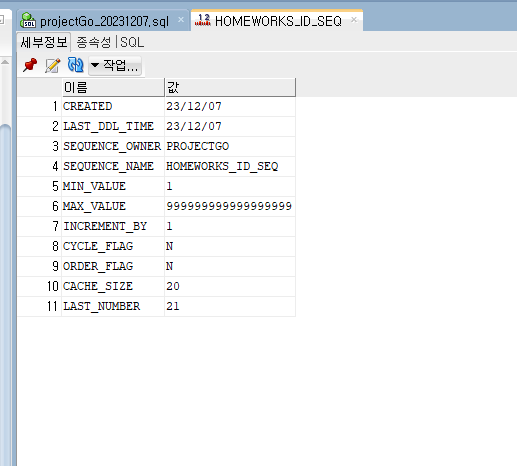 projectGo_20231207.sql
HOMEWORKS_ID_SEQ
세부정보 종속성 SQL
작업...
이름 값
1 CREATED 23/12/07
2 LAST_DDL_TIME 23/12/07
3 SEQUENCE_OWNER PROJECTGO
4 SEQUENCE_NAME HOMEWORKS_ID_SEQ
5 MIN_VALUE 1
6 MAX_VALUE 999999999999999999
7 INCREMENT_BY 1
8 CYCLE_FLAG N
9 ORDER_FLAG N
10 CACHE_SIZE 20
11 LAST_NUMBER 21